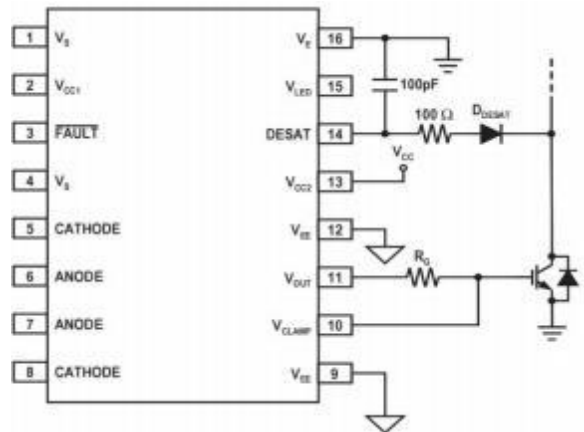 1 VS
2 VCC1
3 FAULT
4 VS
5 CATHODE
6 ANODE
7 ANODE
8 CATHODE
VE 16
VLED 15
DESAT 14
VCC2 13
VEE 12
VOUT 11
VCLAMP 10
VEE 9
100pF
100 Ω
DDESAT
VCC
RG